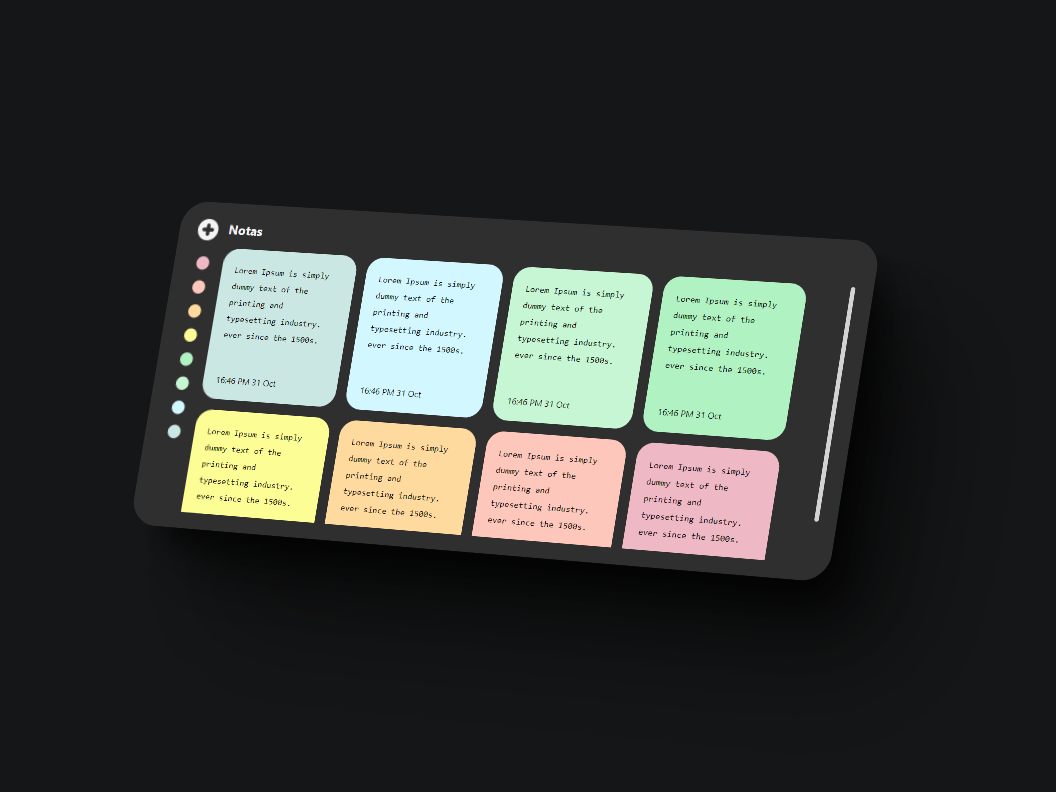 Notas
Lorem Ipsum is simply
dummy text of the
printing and
typesetting industry.
ever since the 1500s.
16:46 PM 31 Oct
Lorem Ipsum is simply
dummy text of the
printing and
typesetting industry.
ever since the 1500s.
16:46 PM 31 Oct
Lorem Ipsum is simply
dummy text of the
printing and
typesetting industry.
ever since the 1500s.
16:46 PM 31 Oct
Lorem Ipsum is simply
dummy text of the
printing and
typesetting industry.
ever since the 1500s.
16:46 PM 31 Oct
Lorem Ipsum is simply
dummy text of the
printing and
typesetting industry.
ever since the 1500s.
Lorem Ipsum is simply
dummy text of the
printing and
typesetting industry.
ever since the 1500s.
Lorem Ipsum is simply
dummy text of the
printing and
typesetting industry.
ever since the 1500s.
Lorem Ipsum is simply
dummy text of the
printing and
typesetting industry.
ever since the 1500s.